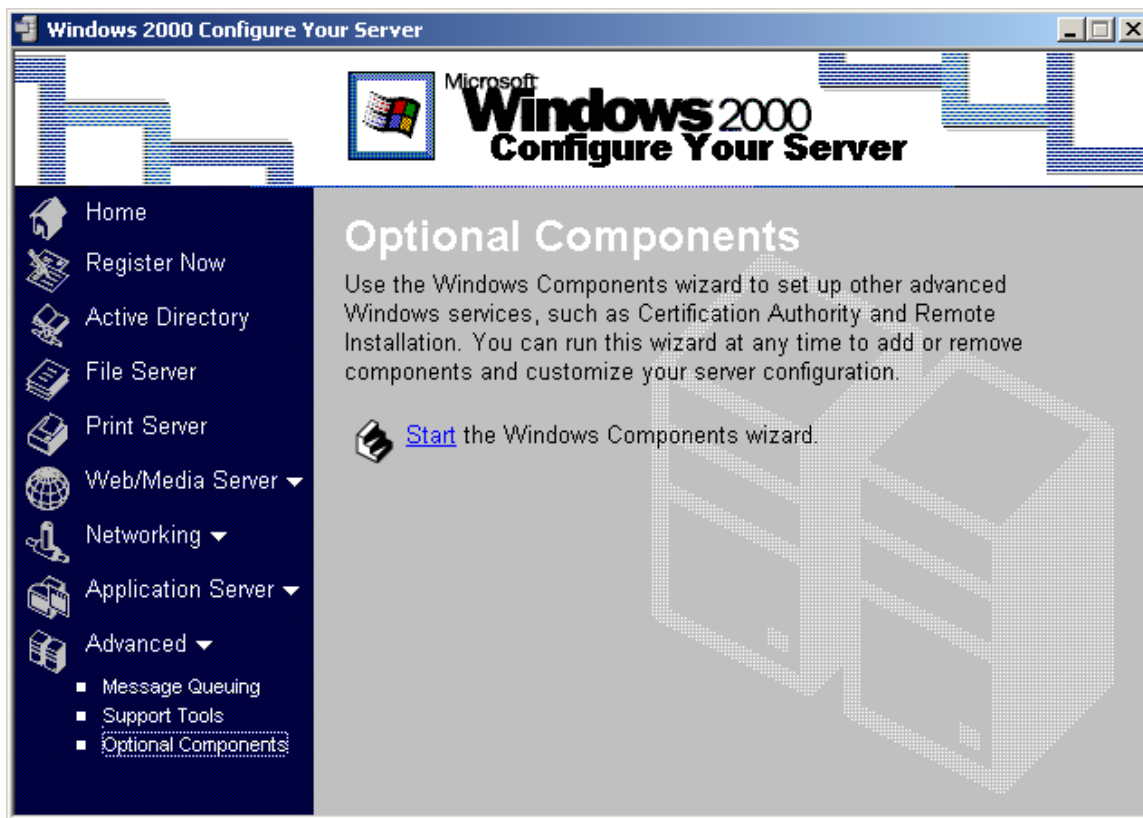 Windows 2000 Configure Your Server
Microsoft
Windows 2000
Configure Your Server
Home
Register Now
Active Directory
File Server
Print Server
Web/Media Server
Networking
Application Server
Advanced
Message Queuing
Support Tools
Optional Components
Optional Components
Use the Windows Components wizard to set up other advanced
Windows services, such as Certification Authority and Remote
Installation. You can run this wizard at any time to add or remove
components and customize your server configuration.
Start the Windows Components wizard.